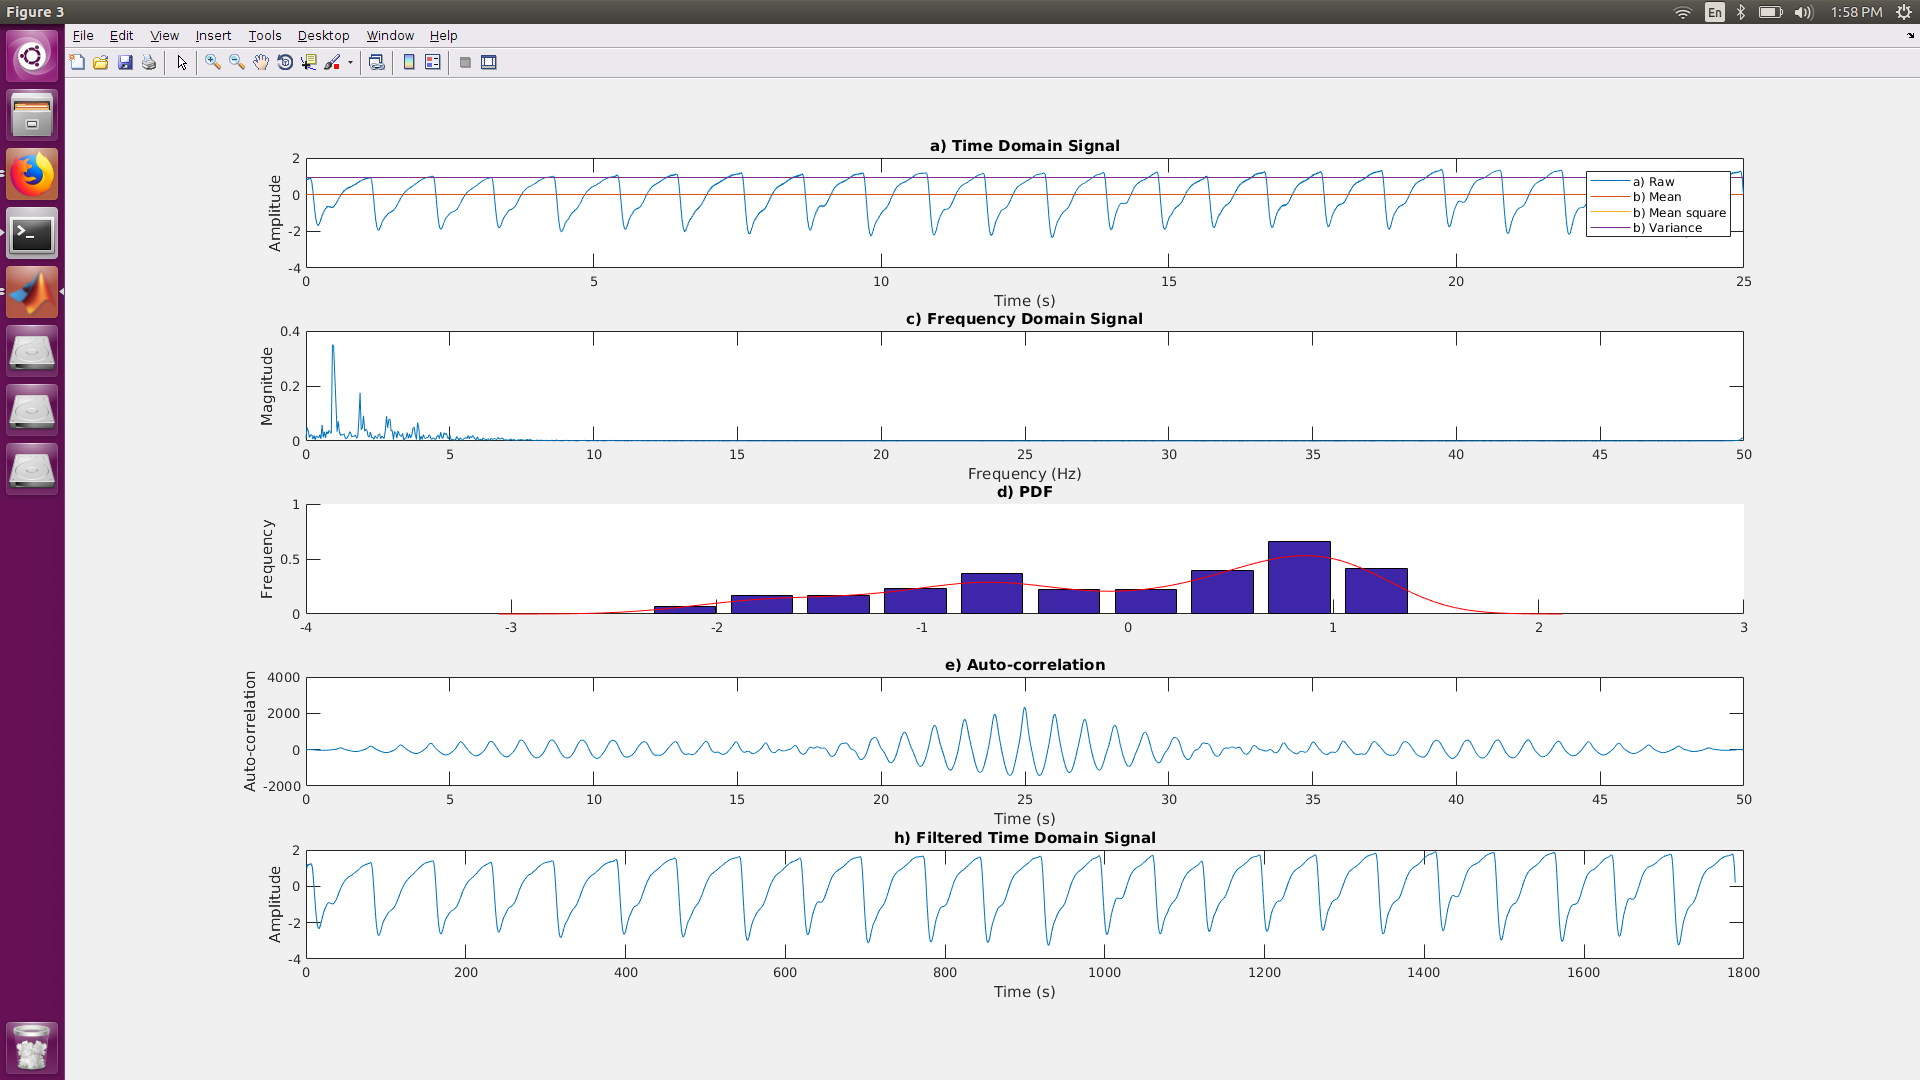 Figure 3
En
1:58 PM
File Edit View Insert Tools Desktop Window Help
a) Time Domain Signal
Amplitude
2
0
-2
-4
a) Raw
b) Mean
b) Mean square
b) Variance
0 5 10 15 20 25
Time (s)
c) Frequency Domain Signal
Magnitude
0.4
0.2
0
0 5 10 15 20 25 30 35 40 45 50
Frequency (Hz)
d) PDF
Frequency
1
0.5
0
-4 -3 -2 -1 0 1 2 3
e) Auto-correlation
Auto-correlation
4000
2000
0
-2000
0 5 10 15 20 25 30 35 40 45 50
Time (s)
h) Filtered Time Domain Signal
Amplitude
2
0
-2
-4
0 200 400 600 800 1000 1200 1400 1600 1800
Time (s)